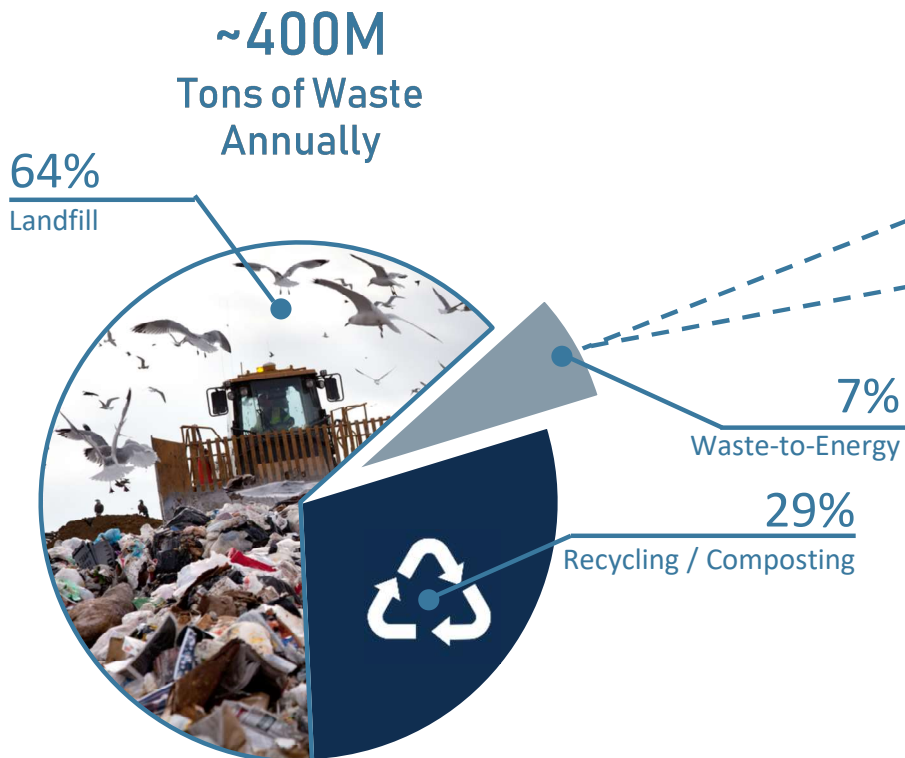 ~400M
Tons of Waste
Annually
64%
Landfill
7%
Waste-to-Energy
29%
Recycling / Composting